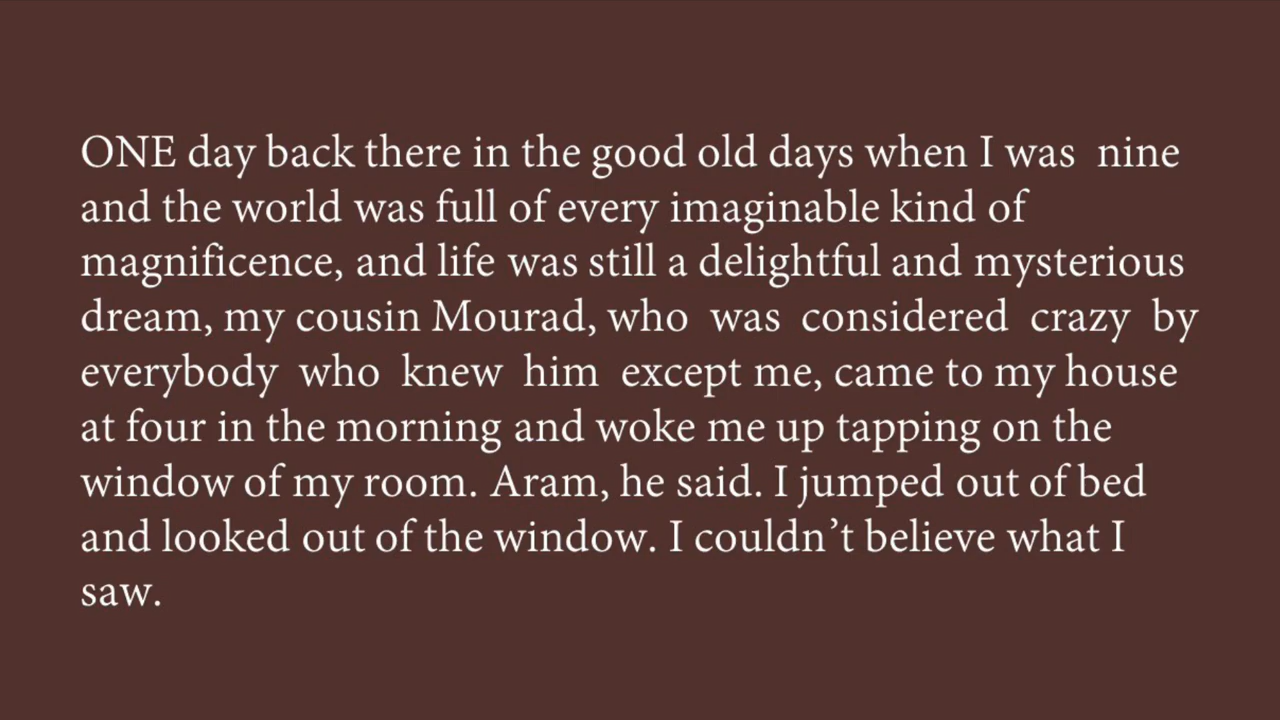 ONE day back there in the good old days when I was nine
and the world was full of every imaginable kind of
magnificence, and life was still a delightful and mysterious
dream, my cousin Mourad, who was considered crazy by
everybody who knew him except me, came to my house
at four in the morning and woke me up tapping on the
window of my room. Aram, he said. I jumped out of bed
and looked out of the window. I couldn’t believe what I
saw.